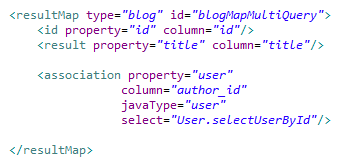 <resultMap type="blog" id="blogMapMultiQuery">
<id property="id" column="id"/>
<result property="title" column="title"/>
<association property="user"
column="author_id"
javaType="user"
select="User.selectUserById"/>
</resultMap>